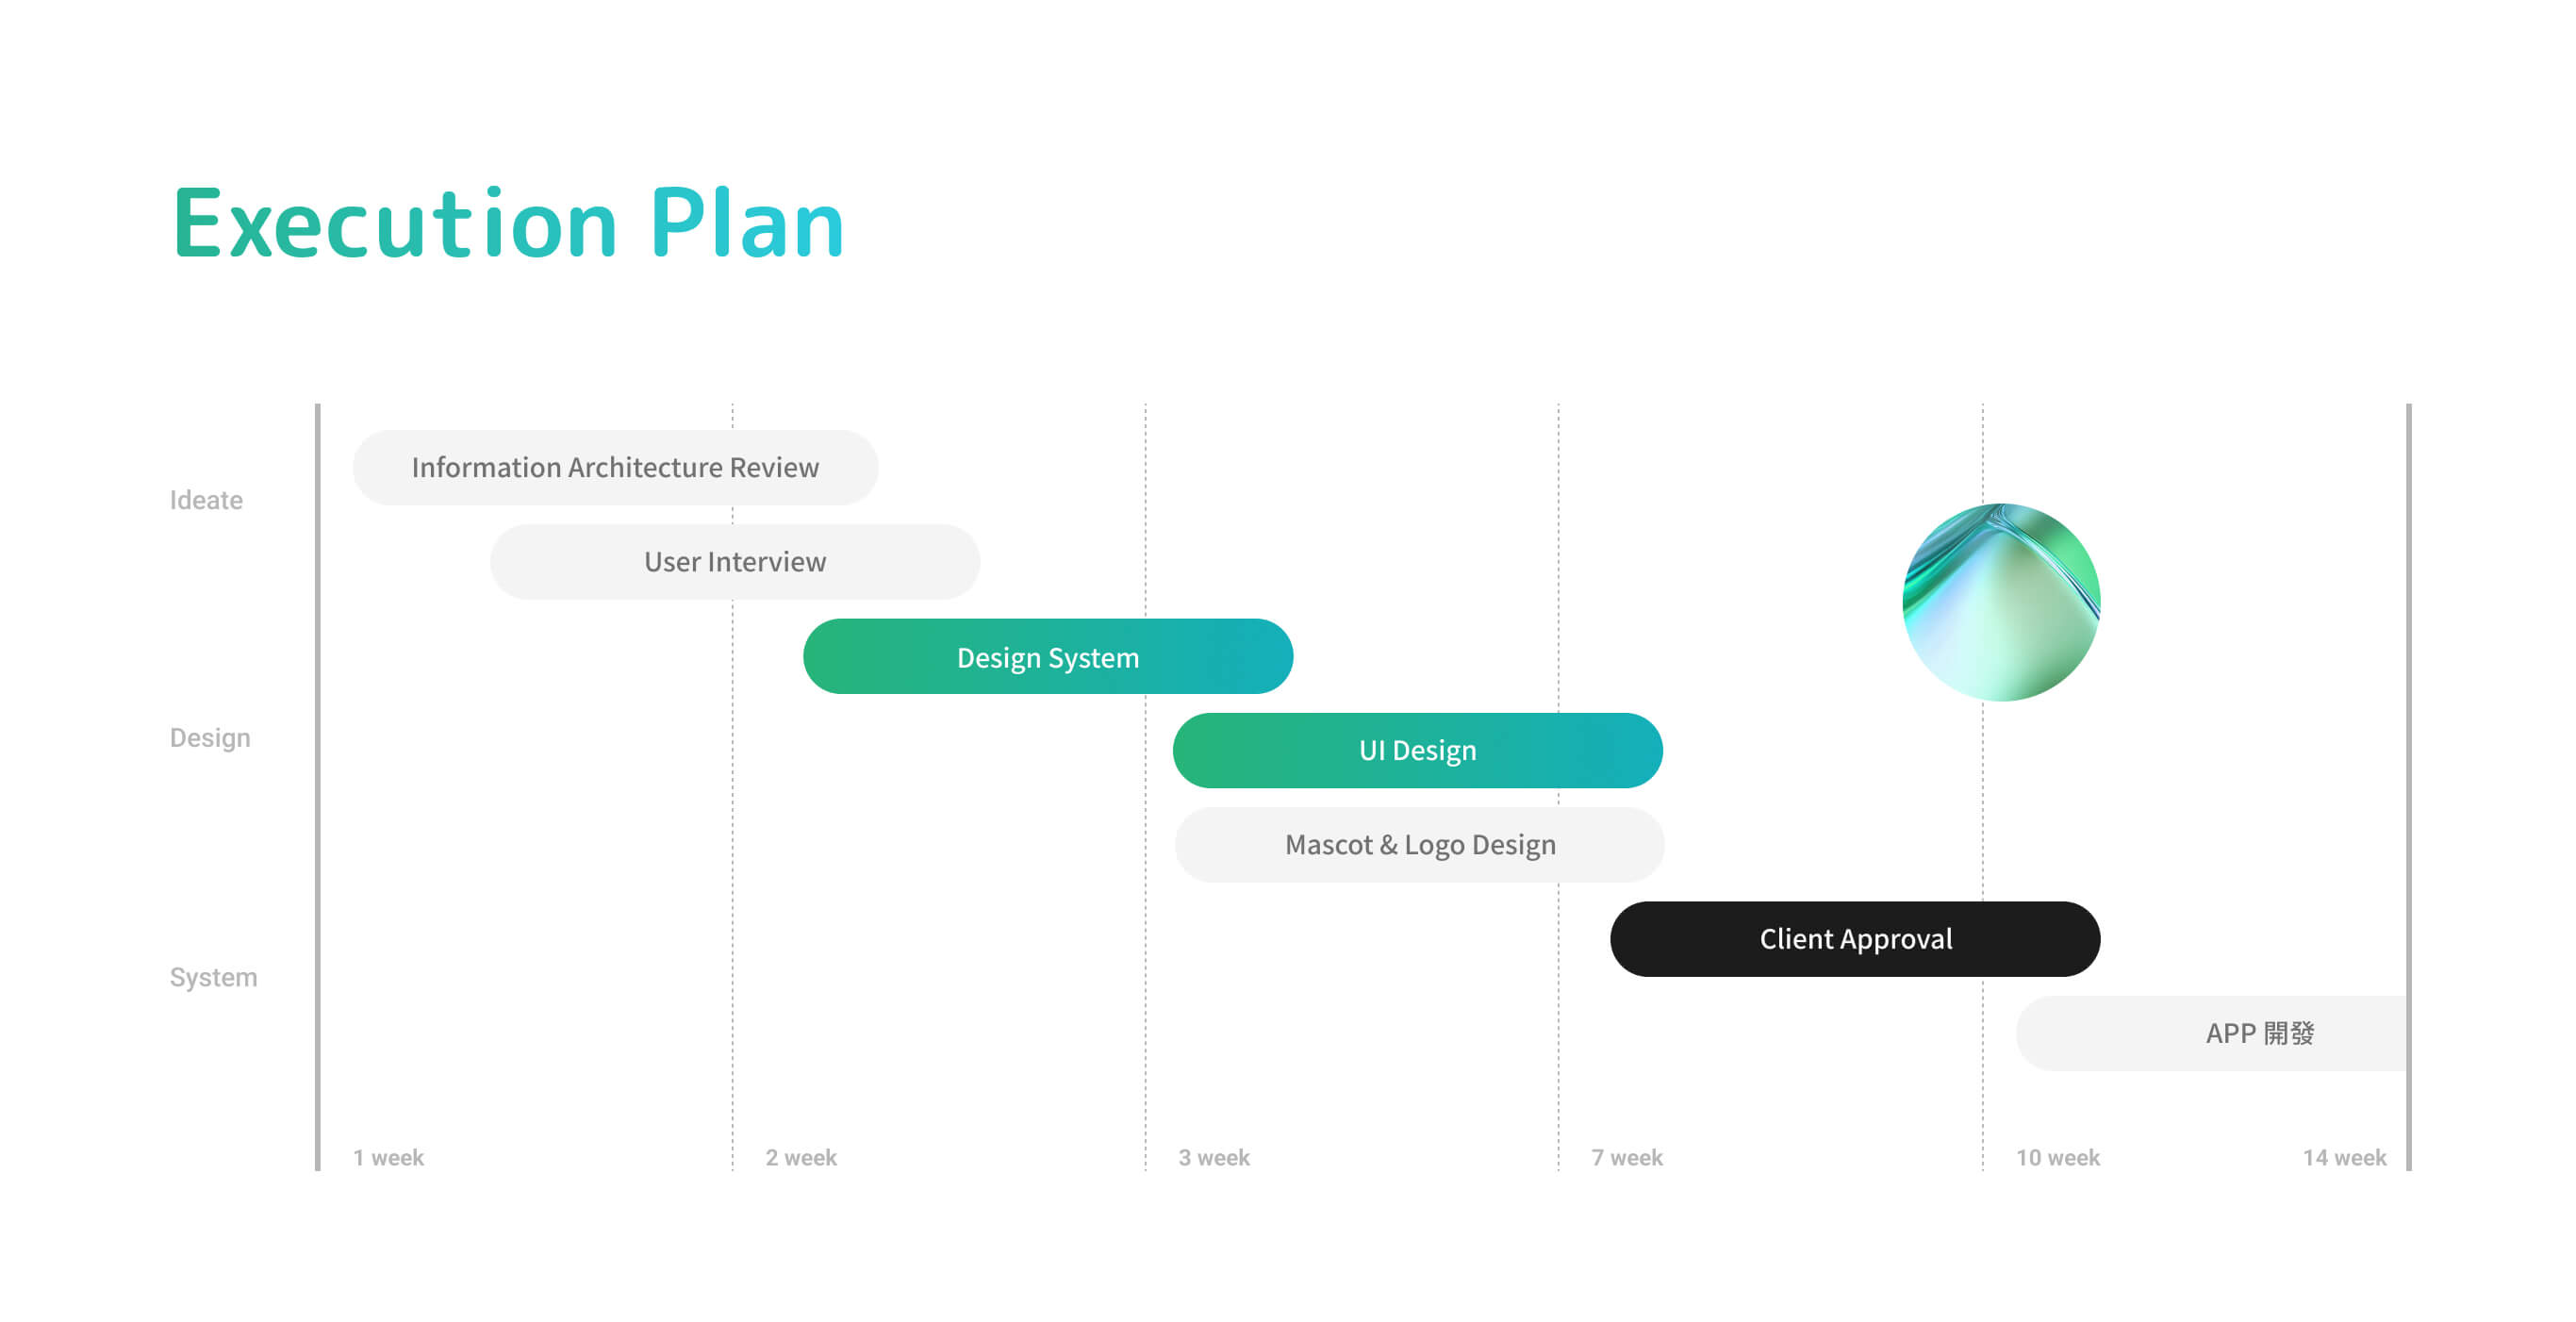 Execution Plan
Information Architecture Review
Ideate
User Interview
Design System
Design
UI Design
Mascot & Logo Design
Client Approval
System
APP 開發
1 week
2 week
3 week
7 week
10 week
14 week